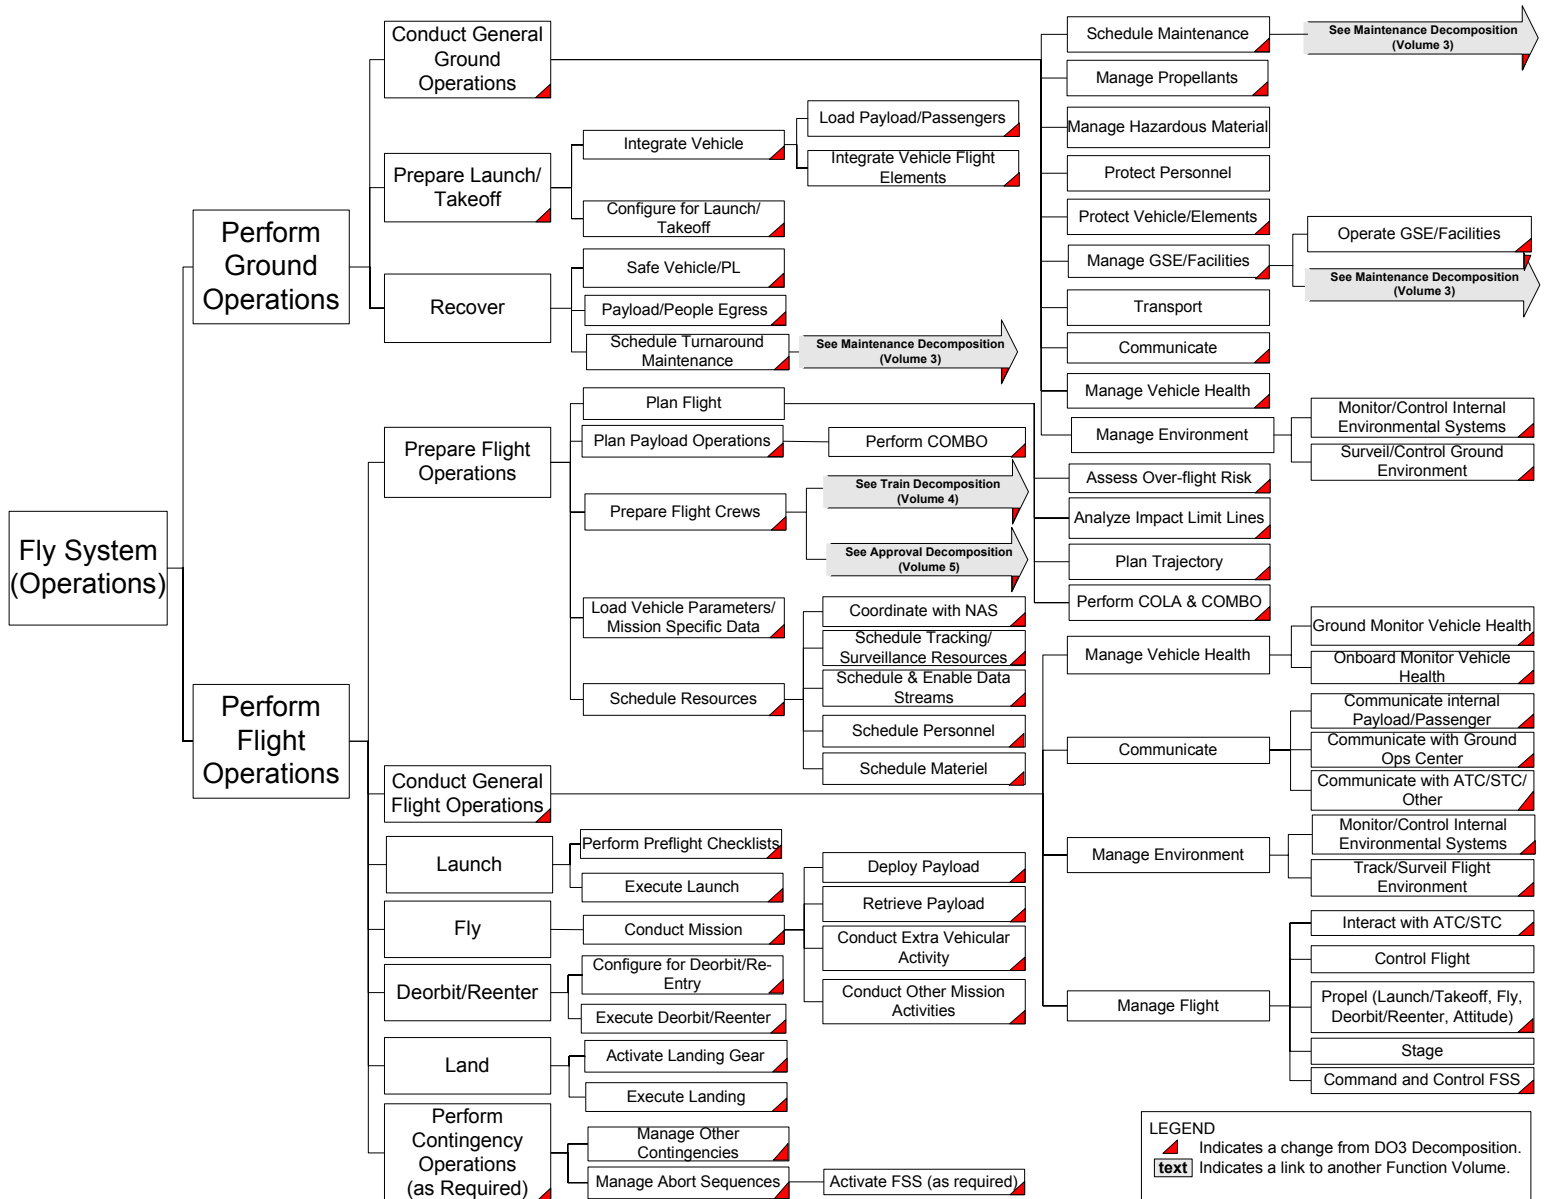 Fly System
(Operations)
Perform
Ground
Operations
Conduct General
Ground
Operations
Schedule Maintenance
See Maintenance Decomposition
(Volume 3)
Manage Propellants
Manage Hazardous Material
Protect Personnel
Protect Vehicle/Elements
Manage GSE/Facilities
Operate GSE/Facilities
See Maintenance Decomposition
(Volume 3)
Transport
Communicate
Manage Vehicle Health
Manage Environment
Monitor/Control Internal
Environmental Systems
Surveil/Control Ground
Environment
Prepare Launch/
Takeoff
Integrate Vehicle
Load Payload/Passengers
Integrate Vehicle Flight
Elements
Configure for Launch/
Takeoff
Recover
Safe Vehicle/PL
Payload/People Egress
Schedule Turnaround
Maintenance
See Maintenance Decomposition
(Volume 3)
Perform
Flight
Operations
Prepare Flight
Operations
Plan Flight
Assess Over-flight Risk
Analyze Impact Limit Lines
Plan Trajectory
Perform COLA & COMBO
Plan Payload Operations
Perform COMBO
Prepare Flight Crews
See Train Decomposition
(Volume 4)
See Approval Decomposition
(Volume 5)
Load Vehicle Parameters/
Mission Specific Data
Schedule Resources
Coordinate with NAS
Schedule Tracking/
Surveillance Resources
Schedule & Enable Data
Streams
Schedule Personnel
Schedule Materiel
Conduct General
Flight Operations
Manage Vehicle Health
Ground Monitor Vehicle Health
Onboard Monitor Vehicle
Health
Communicate
Communicate internal
Payload/Passenger
Communicate with Ground
Ops Center
Communicate with ATC/STC/
Other
Manage Environment
Monitor/Control Internal
Environmental Systems
Track/Surveil Flight
Environment
Manage Flight
Interact with ATC/STC
Control Flight
Propel (Launch/Takeoff, Fly,
Deorbit/Reenter, Attitude)
Stage
Command and Control FSS
Launch
Perform Preflight Checklists
Execute Launch
Fly
Conduct Mission
Deploy Payload
Retrieve Payload
Conduct Extra Vehicular
Activity
Conduct Other Mission
Activities
Deorbit/Reenter
Configure for Deorbit/Re-
Entry
Execute Deorbit/Reenter
Land
Activate Landing Gear
Execute Landing
Perform
Contingency
Operations
(as Required)
Manage Other
Contingencies
Manage Abort Sequences
Activate FSS (as required)
LEGEND
Indicates a change from DO3 Decomposition.
text Indicates a link to another Function Volume.